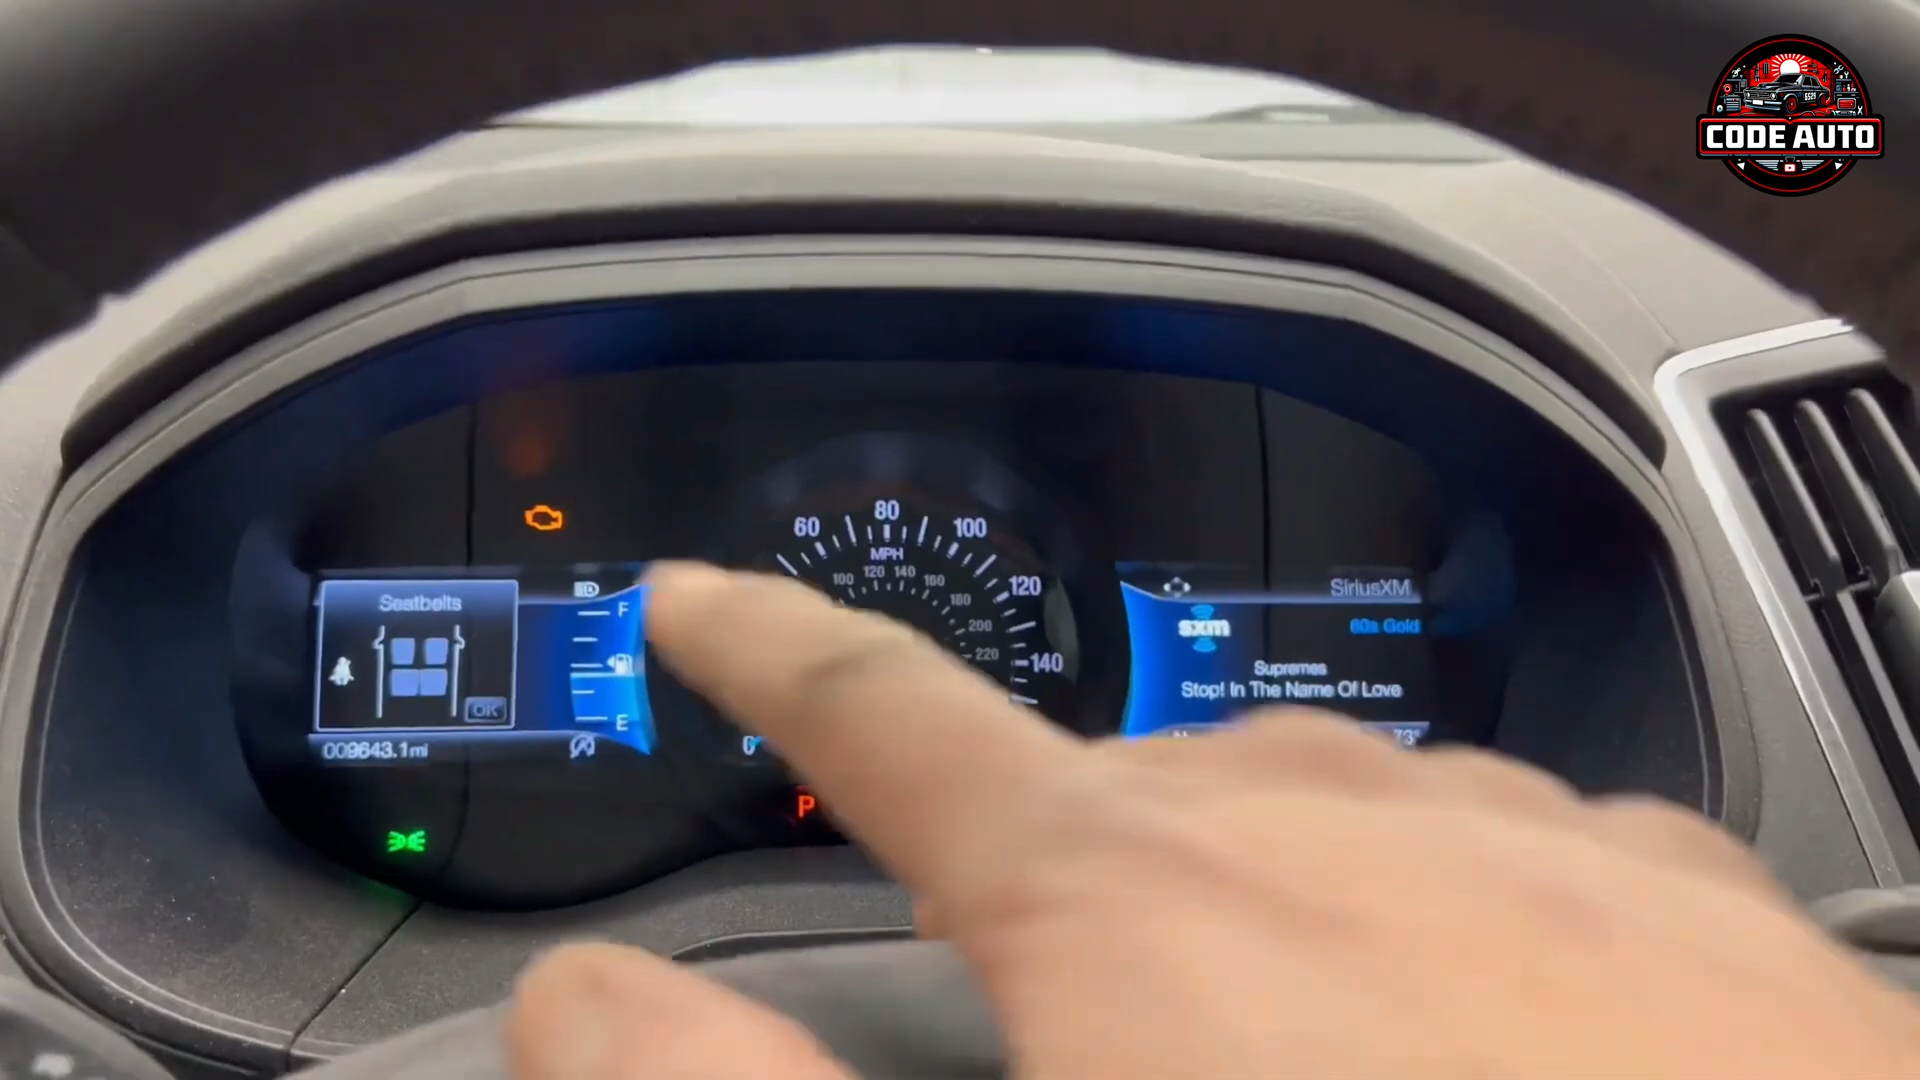 CODE AUTO
80
60
100
MPH
120 140
100
160
120
180
200
220
140
Seatbelts
OK
F
E
009643.1mi
P
SiriusXM
sxm
60s Gold
Supremes
Stop! In The Name Of Love
73°